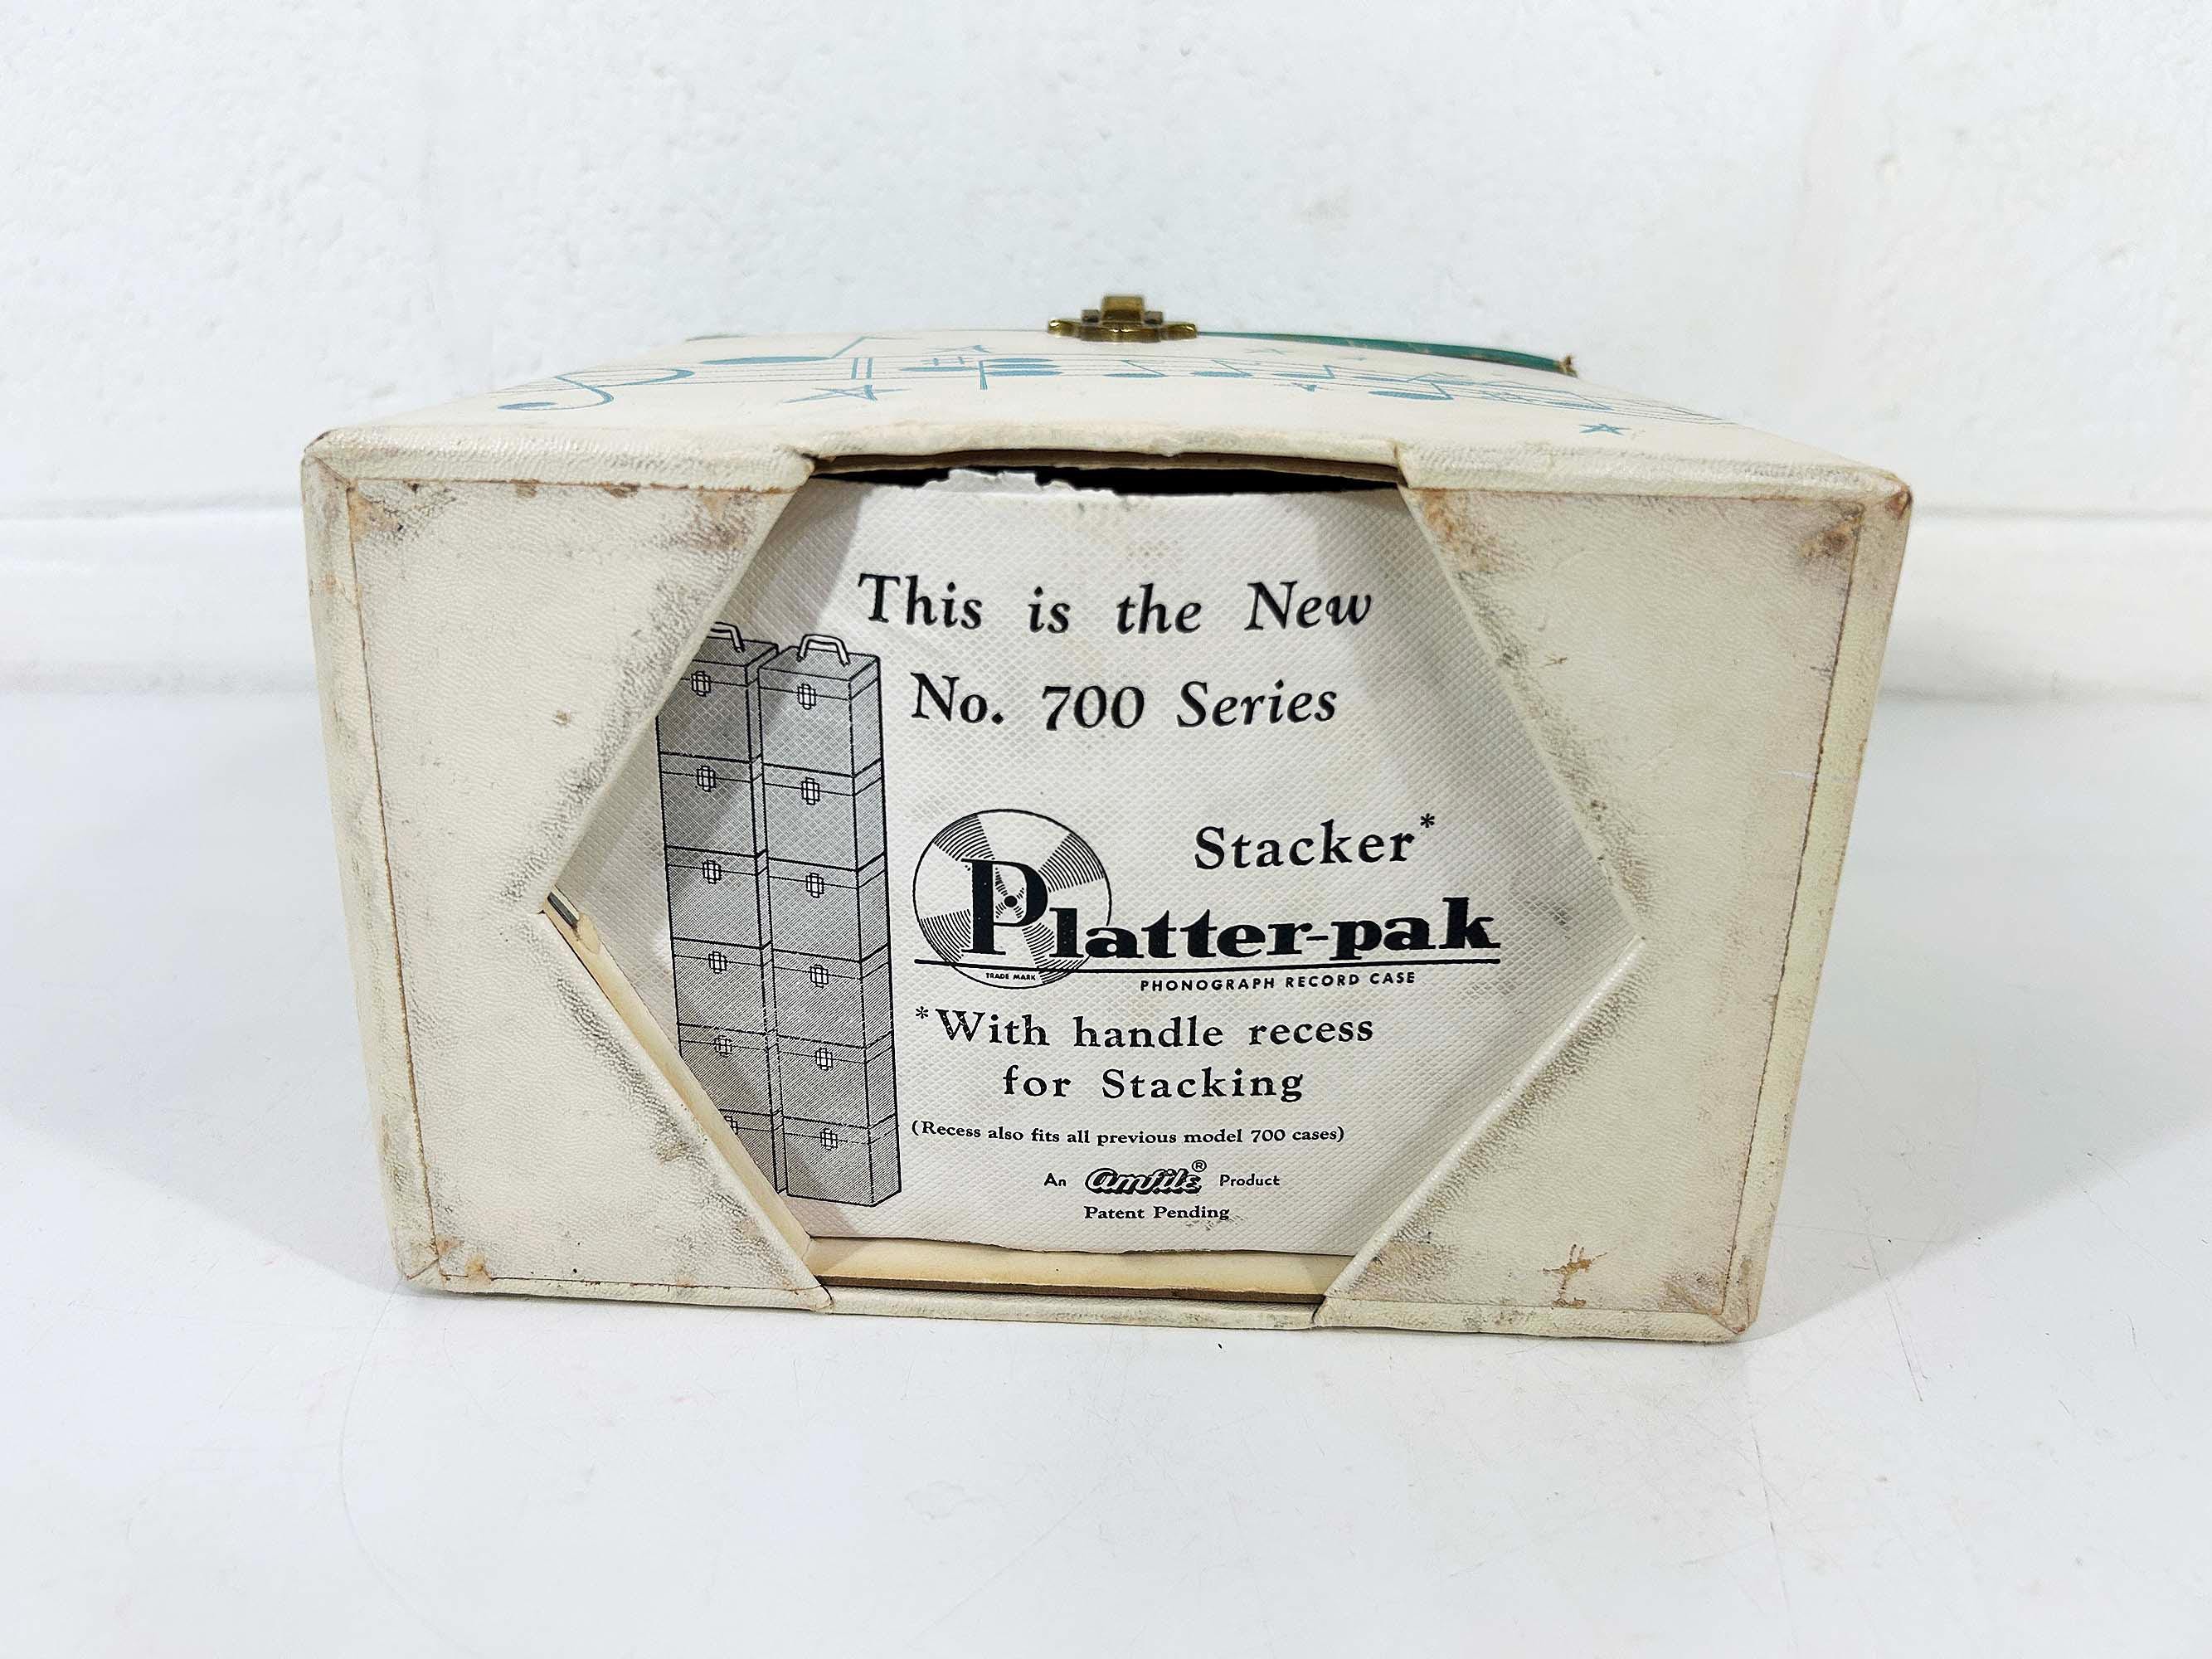 This is the New
No. 700 Series
Stacker*
Platter-pak
TRADE MARK
PHONOGRAPH RECORD CASE
*With handle recess
for Stacking
(Recess also fits all previous model 700 cases)
An amfile® Product
Patent Pending